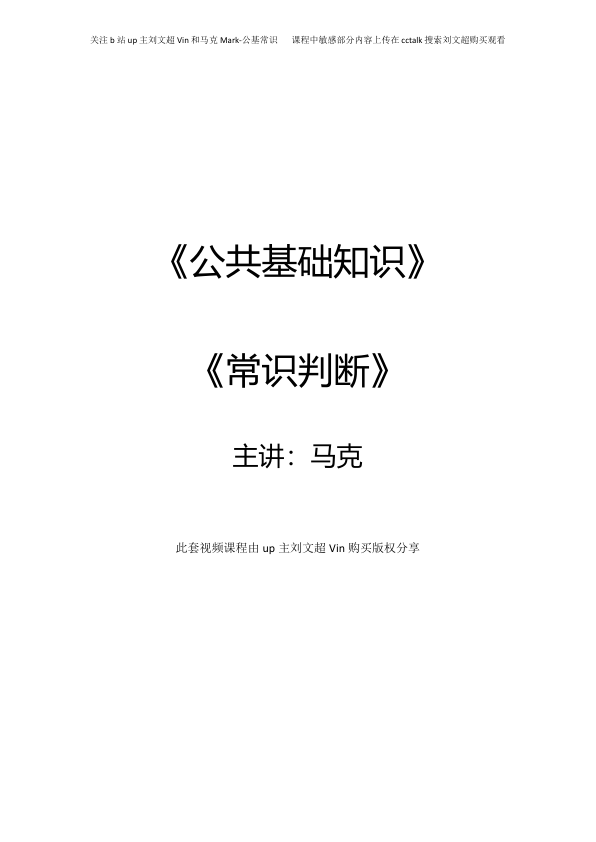 关注 b 站 up 主刘文超 Vin 和马克 Mark-公基常识 课程中敏感部分内容上传在 cctalk 搜索刘文超购买观看
《公共基础知识》
《常识判断》
主讲：马克
此套视频课程由 up 主刘文超 Vin 购买版权分享